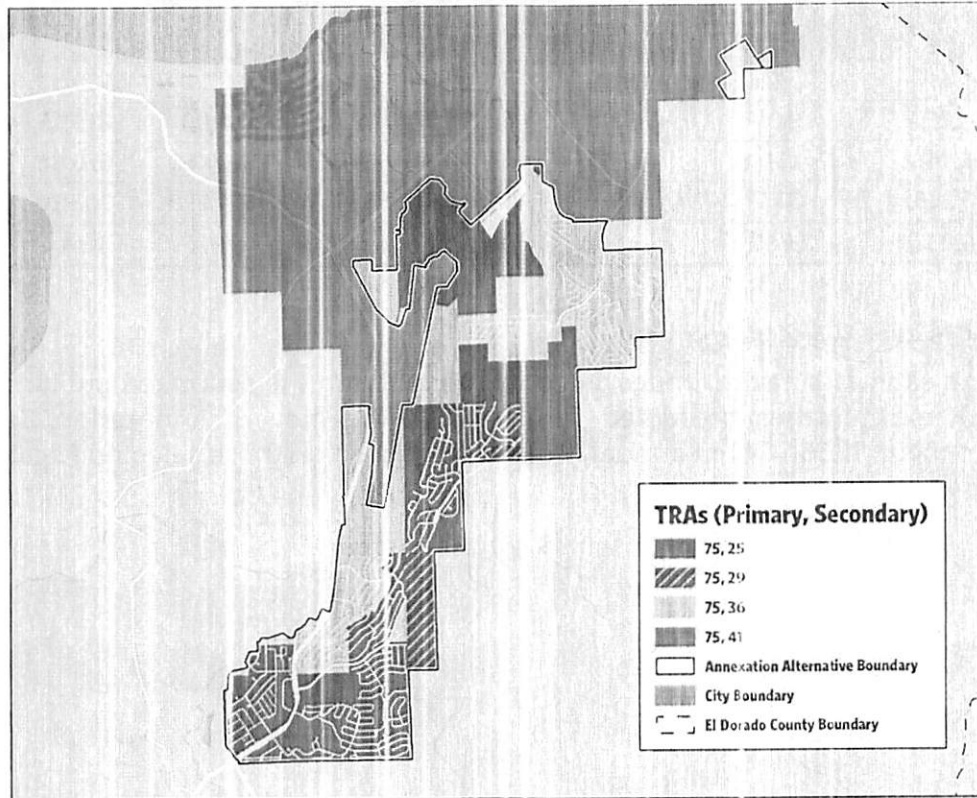 TRAs (Primary, Secondary)
75, 25
75, 29
75, 36
75, 41
Annexation Alternative Boundary
City Boundary
El Dorado County Boundary